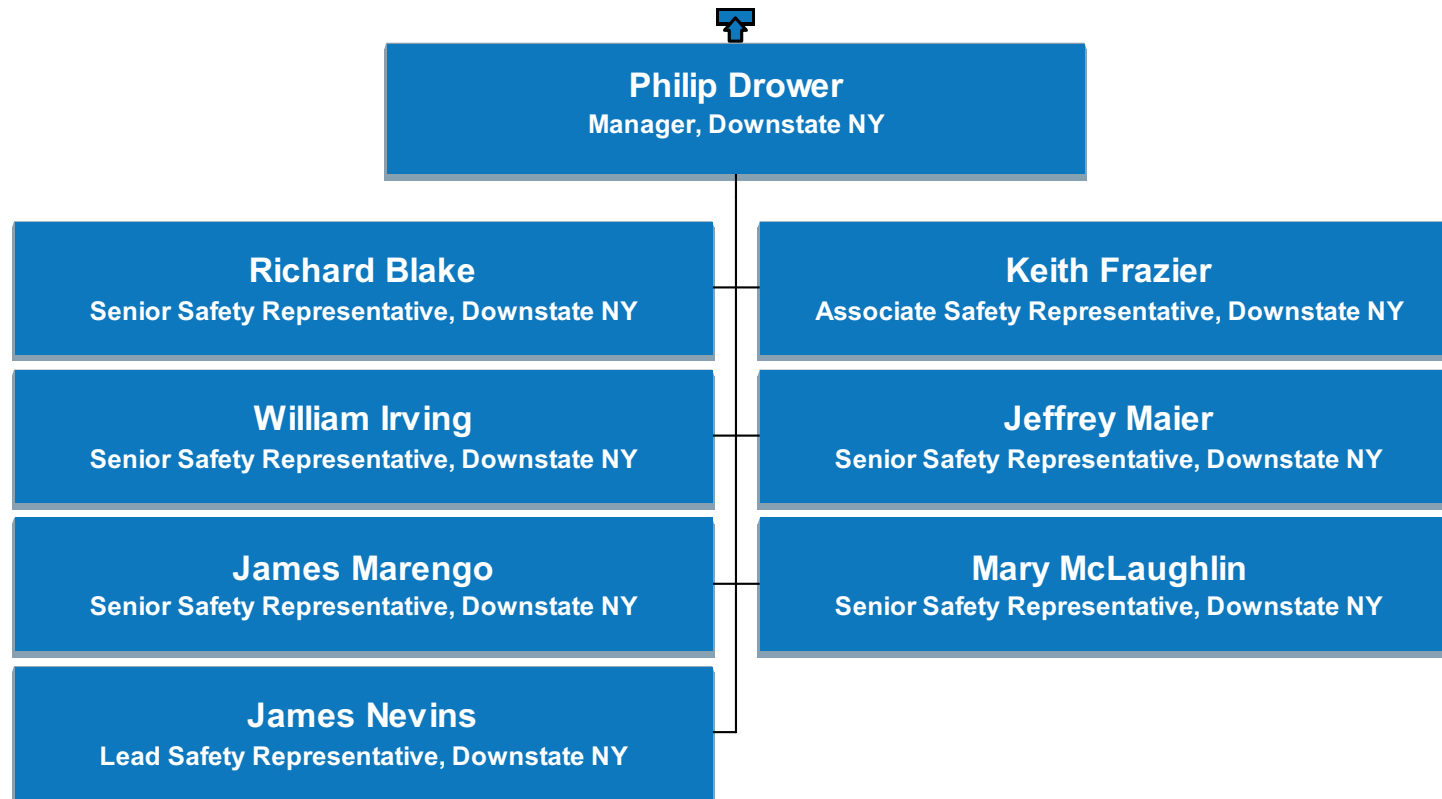 Philip Drower
Manager, Downstate NY
Richard Blake
Senior Safety Representative, Downstate NY
Keith Frazier
Associate Safety Representative, Downstate NY
William Irving
Senior Safety Representative, Downstate NY
Jeffrey Maier
Senior Safety Representative, Downstate NY
James Marengo
Senior Safety Representative, Downstate NY
Mary McLaughlin
Senior Safety Representative, Downstate NY
James Nevins
Lead Safety Representative, Downstate NY